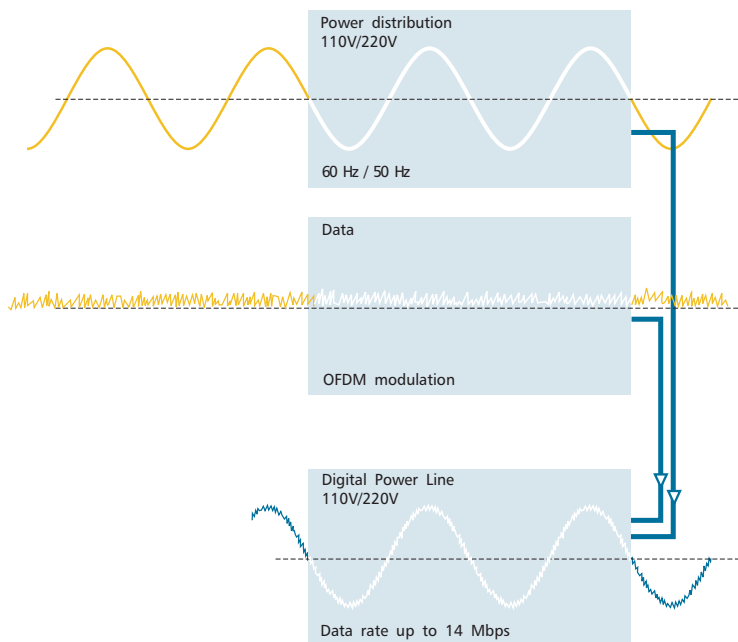 Power distribution
110V/220V
60 Hz / 50 Hz
Data
OFDM modulation
Digital Power Line
110V/220V
Data rate up to 14 Mbps